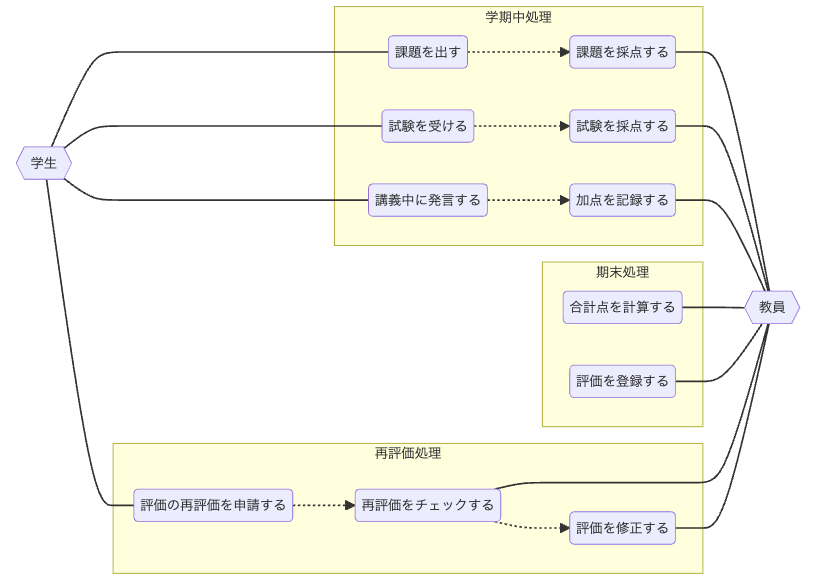 学期中処理
課題を出す
課題を採点する
試験を受ける
試験を採点する
学生
講義中に発言する
加点を記録する
期末処理
合計点を計算する
教員
評価を登録する
再評価処理
評価の再評価を申請する
再評価をチェックする
評価を修正する